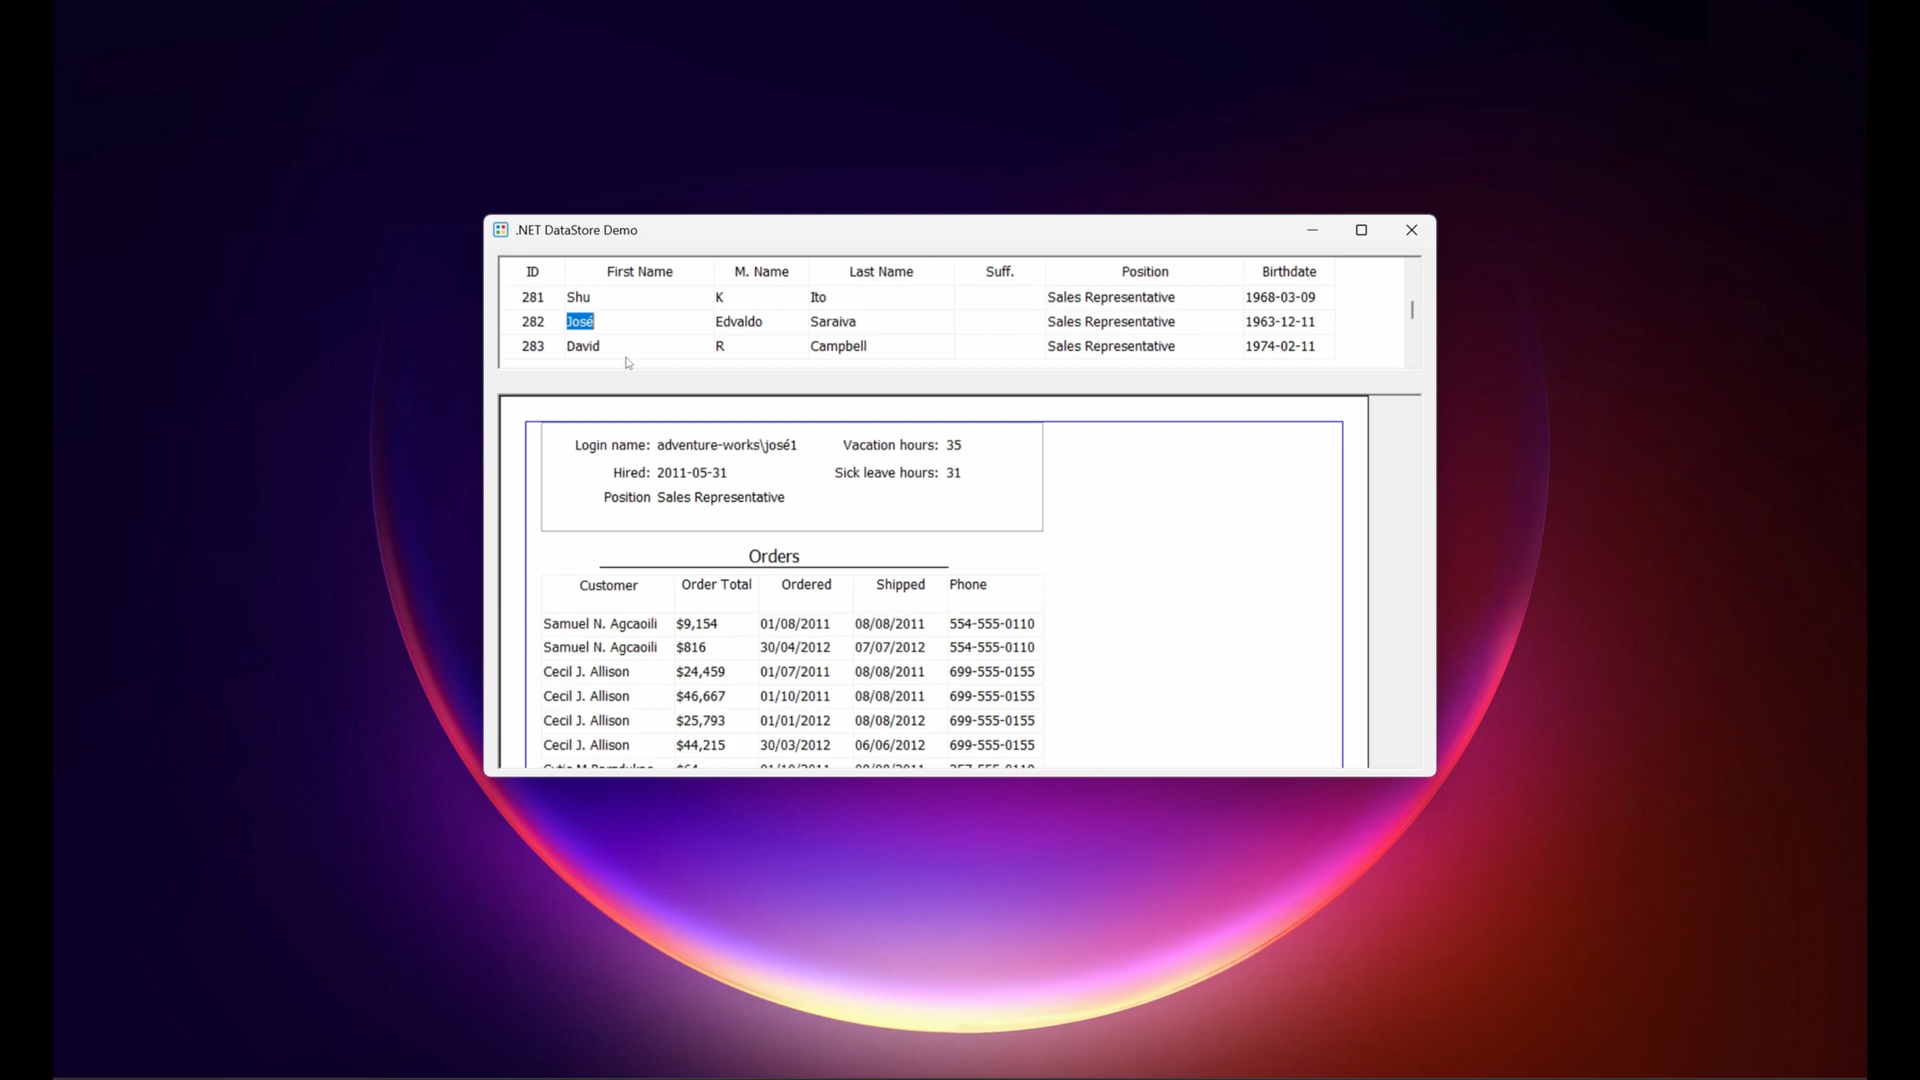 .NET DataStore Demo
ID First Name M. Name Last Name Suff. Position Birthdate
281 Shu K Ito Sales Representative 1968-03-09
282 José Edvaldo Saraiva Sales Representative 1963-12-11
283 David R Campbell Sales Representative 1974-02-11
Login name: adventure-works\josé1 Vacation hours: 35
Hired: 2011-05-31 Sick leave hours: 31
Position Sales Representative
Orders
Customer Order Total Ordered Shipped Phone
Samuel N. Agcaoili $9,154 01/08/2011 08/08/2011 554-555-0110
Samuel N. Agcaoili $816 30/04/2012 07/07/2012 554-555-0110
Cecil J. Allison $24,459 01/07/2011 08/08/2011 699-555-0155
Cecil J. Allison $46,667 01/10/2011 08/08/2011 699-555-0155
Cecil J. Allison $25,793 01/01/2012 08/08/2012 699-555-0155
Cecil J. Allison $44,215 30/03/2012 06/06/2012 699-555-0155